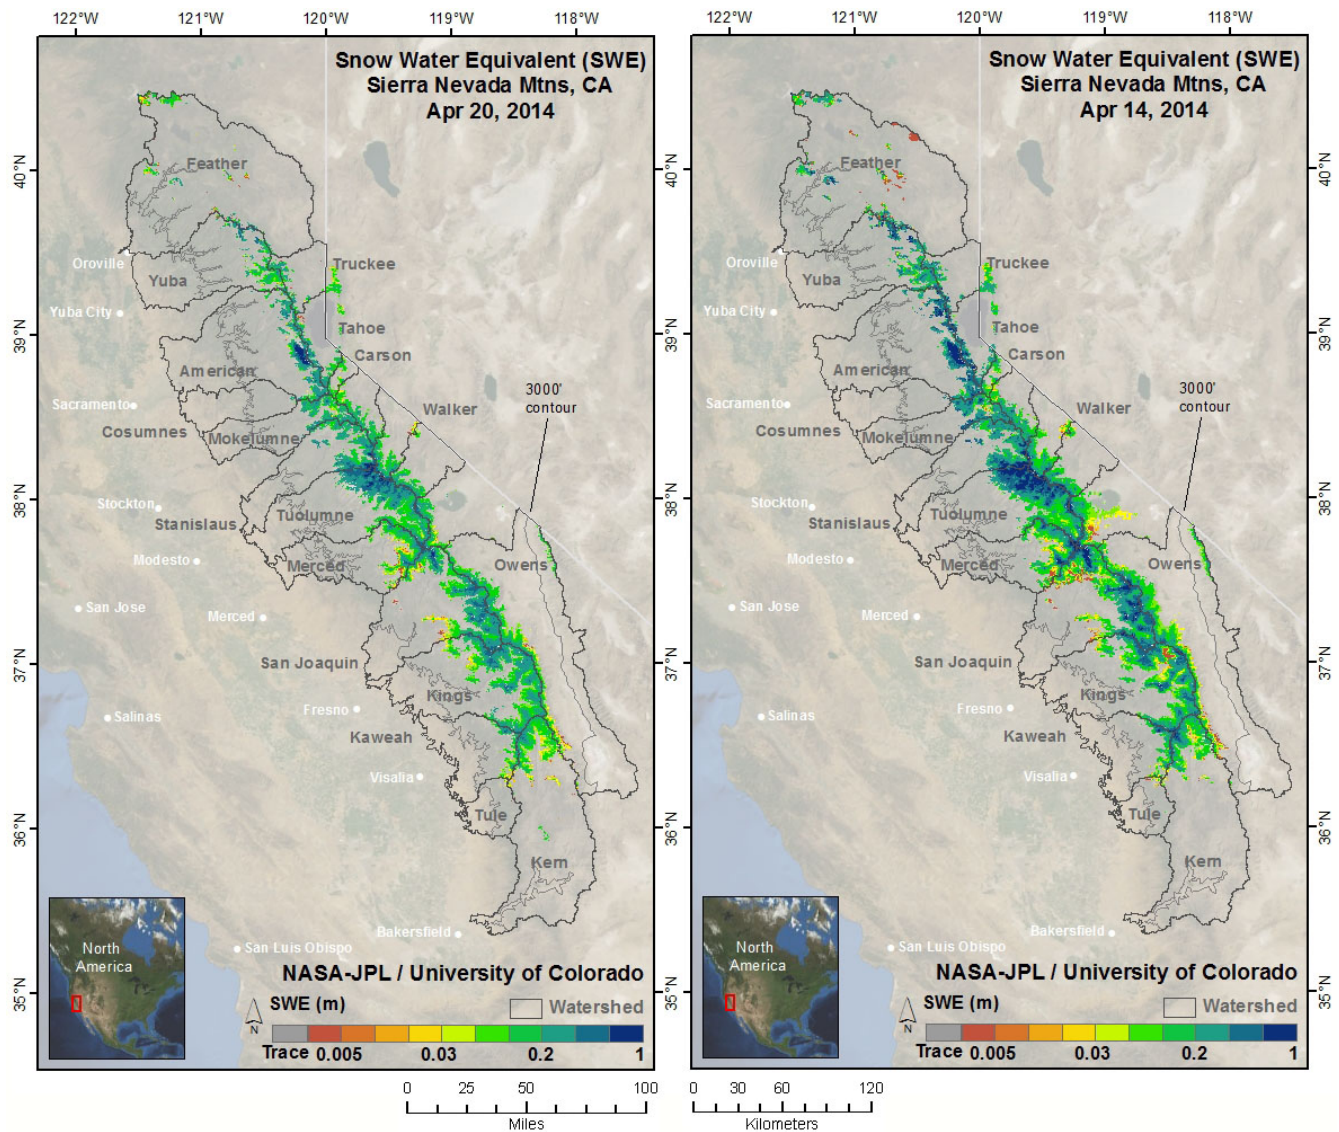 122°W 121°W 120°W 119°W 118°W
Snow Water Equivalent (SWE)
Sierra Nevada Mtns, CA
Apr 20, 2014
40°N
39°N
38°N
37°N
36°N
35°N
Feather
Oroville
Truckee
Yuba
Yuba City
Tahoe
Carson
American
3000'
contour
Sacramento
Walker
Cosumnes
Mokelumne
Stockton
Tuolumne
Stanislaus
Modesto
Merced
Owens
San Jose
Merced
San Joaquin
Kings
Fresno
Salinas
Kaweah
Visalia
Tule
Kern
Bakersfield
San Luis Obispo
North
America
NASA-JPL / University of Colorado
SWE (m)
Watershed
N
Trace 0.005 0.03 0.2 1
0 25 50 100
Miles
122°W 121°W 120°W 119°W 118°W
Snow Water Equivalent (SWE)
Sierra Nevada Mtns, CA
Apr 14, 2014
40°N
39°N
38°N
37°N
36°N
35°N
Feather
Oroville
Truckee
Yuba
Yuba City
Tahoe
Carson
American
3000'
contour
Sacramento
Walker
Cosumnes
Mokelumne
Stockton
Tuolumne
Stanislaus
Modesto
Merced
Owens
San Jose
Merced
San Joaquin
Kings
Fresno
Salinas
Kaweah
Visalia
Tule
Kern
Bakersfield
San Luis Obispo
North
America
NASA-JPL / University of Colorado
SWE (m)
Watershed
N
Trace 0.005 0.03 0.2 1
0 30 60 120
Kilometers
40°N
39°N
38°N
37°N
36°N
35°N